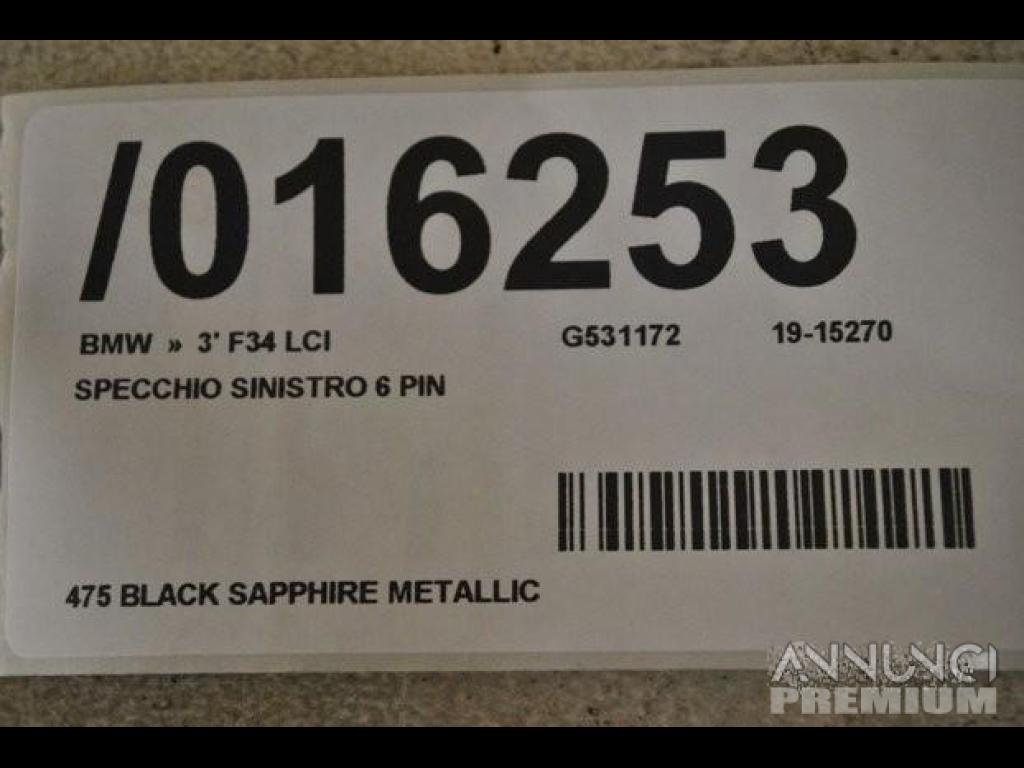 /016253
BMW » 3' F34 LCI G531172 19-15270
SPECCHIO SINISTRO 6 PIN
475 BLACK SAPPHIRE METALLIC
ANNUNCI
PREMIUM